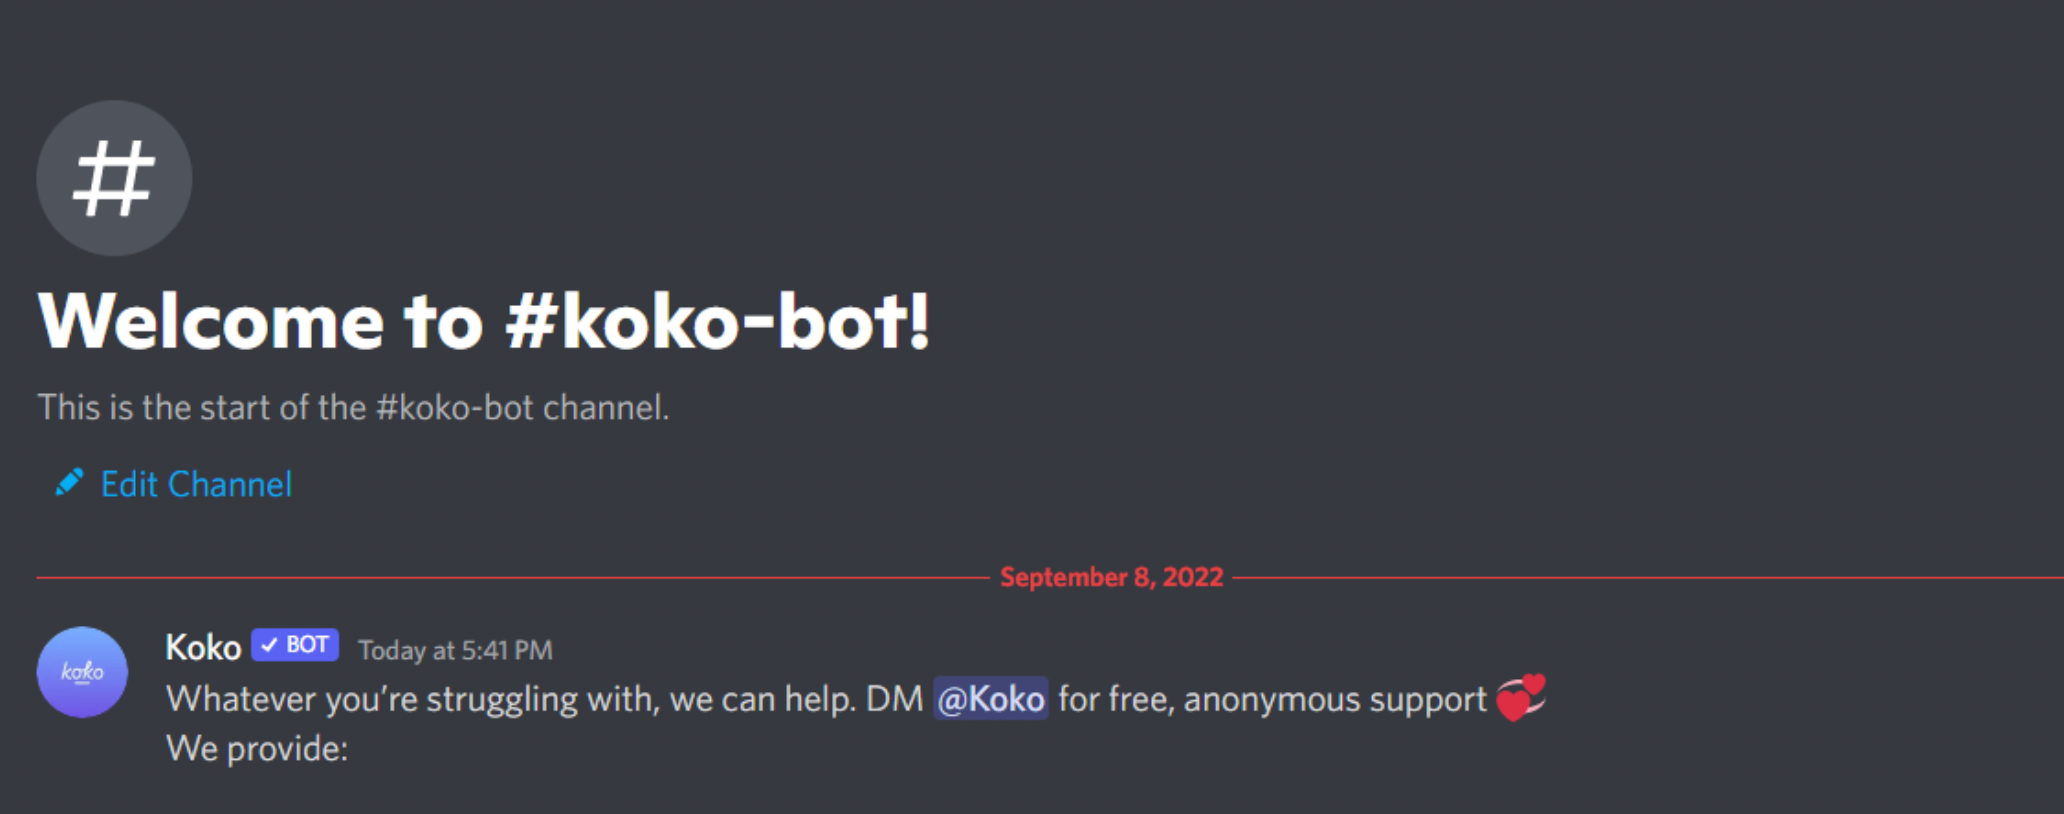 #
Welcome to #koko-bot!
This is the start of the #koko-bot channel.
Edit Channel
September 8, 2022
koko
Koko ✓ BOT Today at 5:41 PM
Whatever you’re struggling with, we can help. DM @Koko for free, anonymous support 💞
We provide: